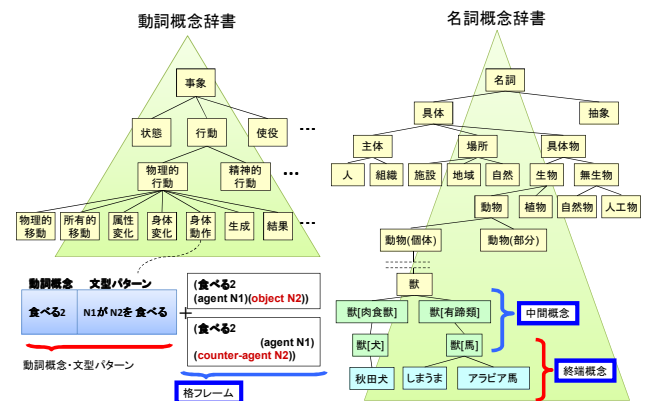 動詞概念辞書
名詞概念辞書
事象
状態
行動
使役
...
物理的
行動
精神的
行動
...
物理的
移動
所有的
移動
属性
変化
身体
変化
身体
動作
生成
結果
...
動詞概念
文型パターン
食べる2
N1が N2を 食べる
+
(食べる2
(agent N1)(object N2))
(食べる2
(agent N1)
(counter-agent N2))
動詞概念・文型パターン
格フレーム
名詞
具体
抽象
主体
場所
具体物
人
組織
施設
地域
自然
生物
無生物
動物
植物
自然物
人工物
動物(個体)
動物(部分)
獣
獣[肉食獣]
獣[有蹄類]
中間概念
獣[犬]
獣[馬]
秋田犬
しまうま
アラビア馬
終端概念